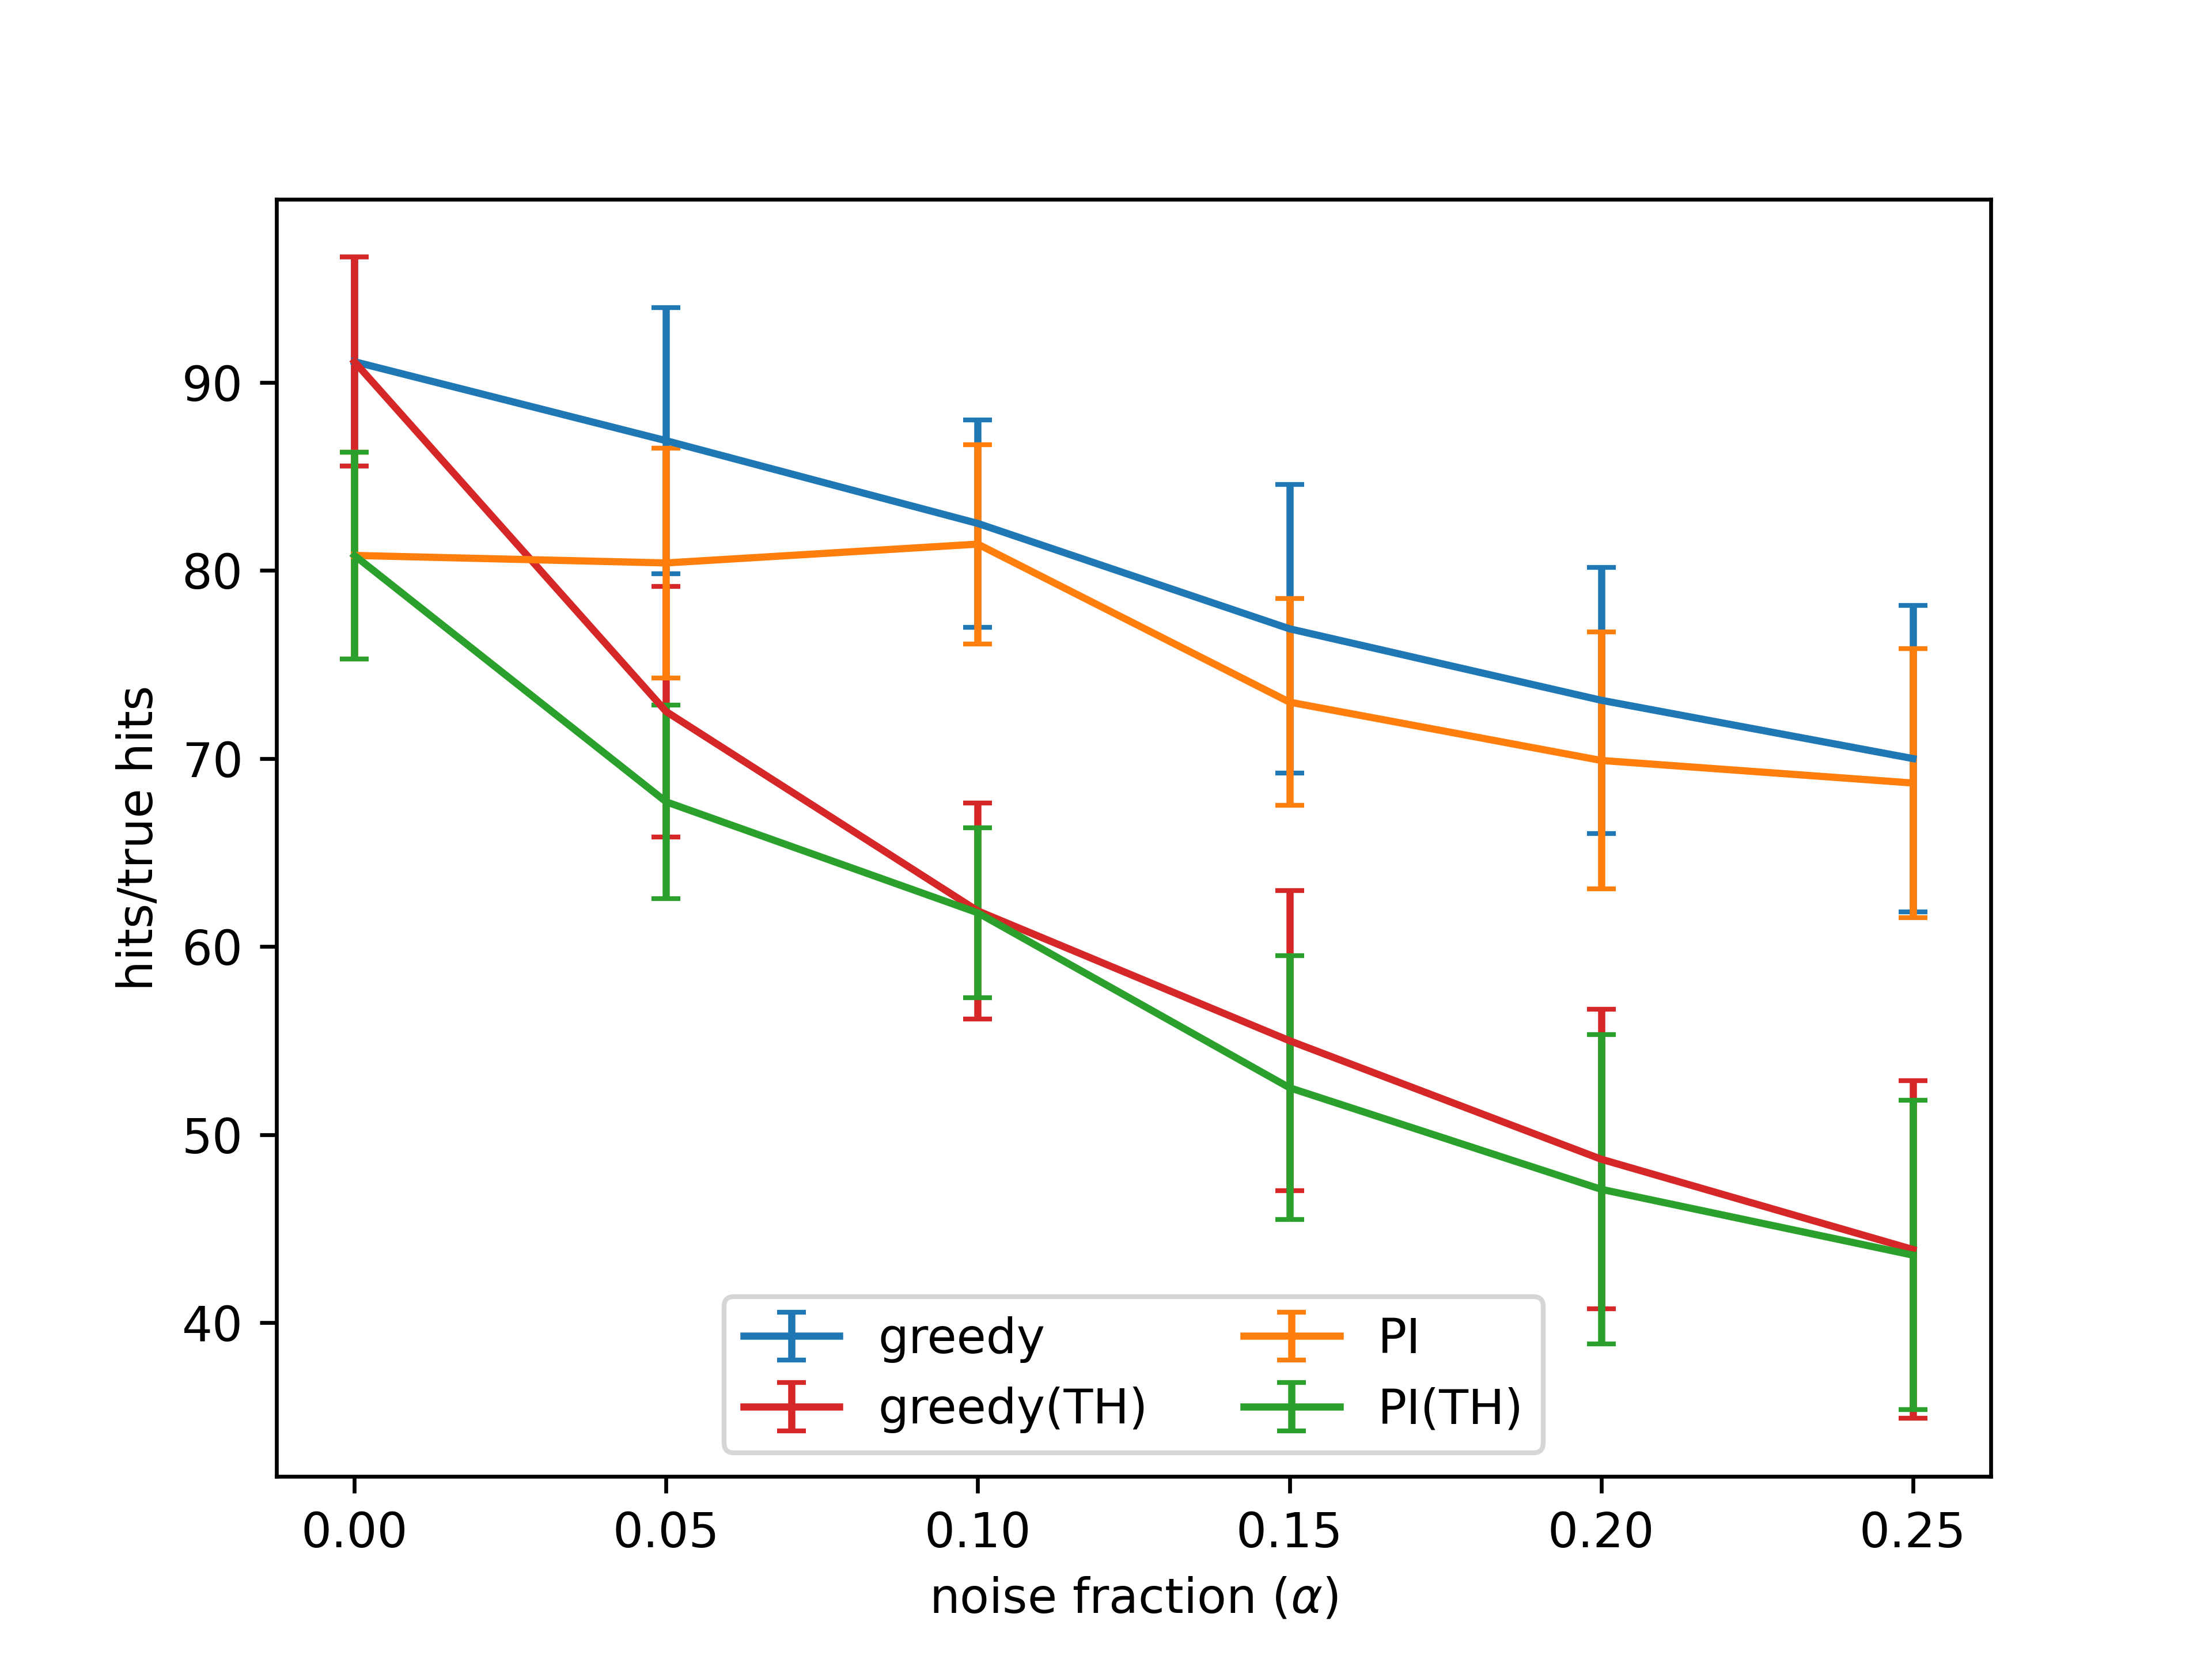 90
80
70
60
50
40
hits/true hits
greedy
PI
greedy(TH)
PI(TH)
0.00 0.05 0.10 0.15 0.20 0.25
noise fraction (α)